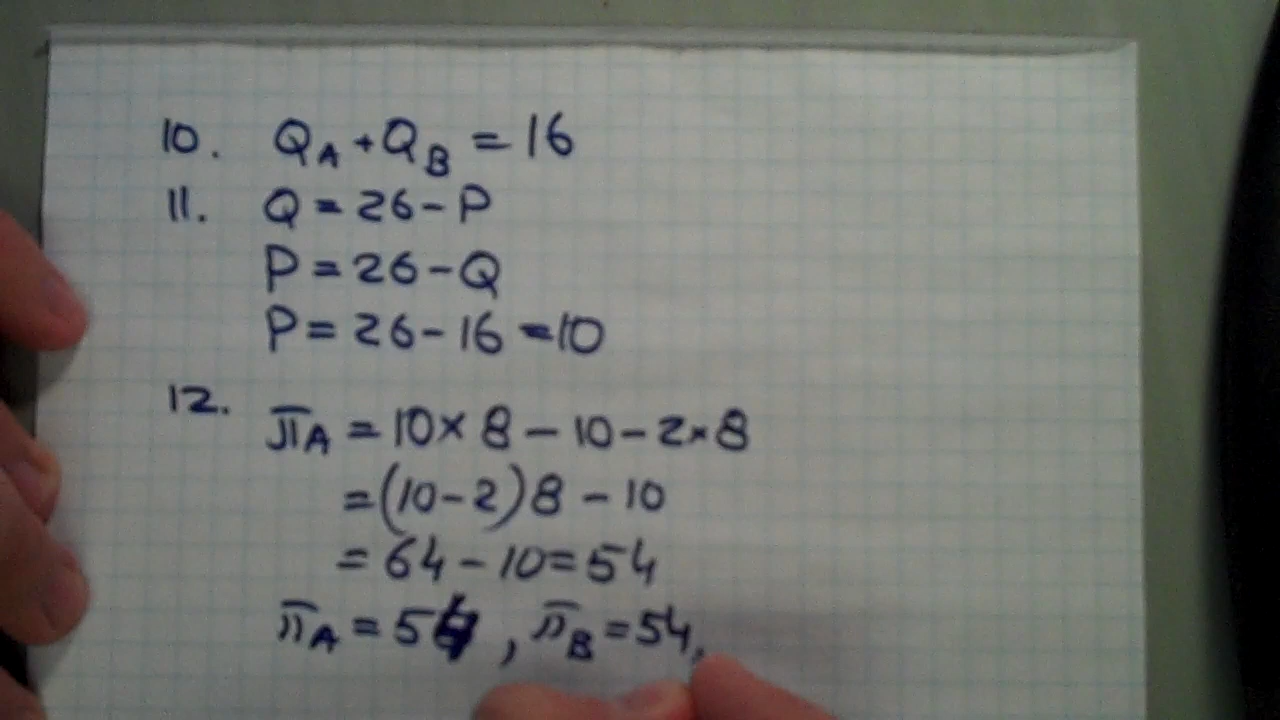 10. Q_A + Q_B = 16
11. Q = 26 - P
P = 26 - Q
P = 26 - 16 = 10
12. π_A = 10 × 8 - 10 - 2 × 8
= (10 - 2) 8 - 10
= 64 - 10 = 54
π_A = 54, π_B = 54.